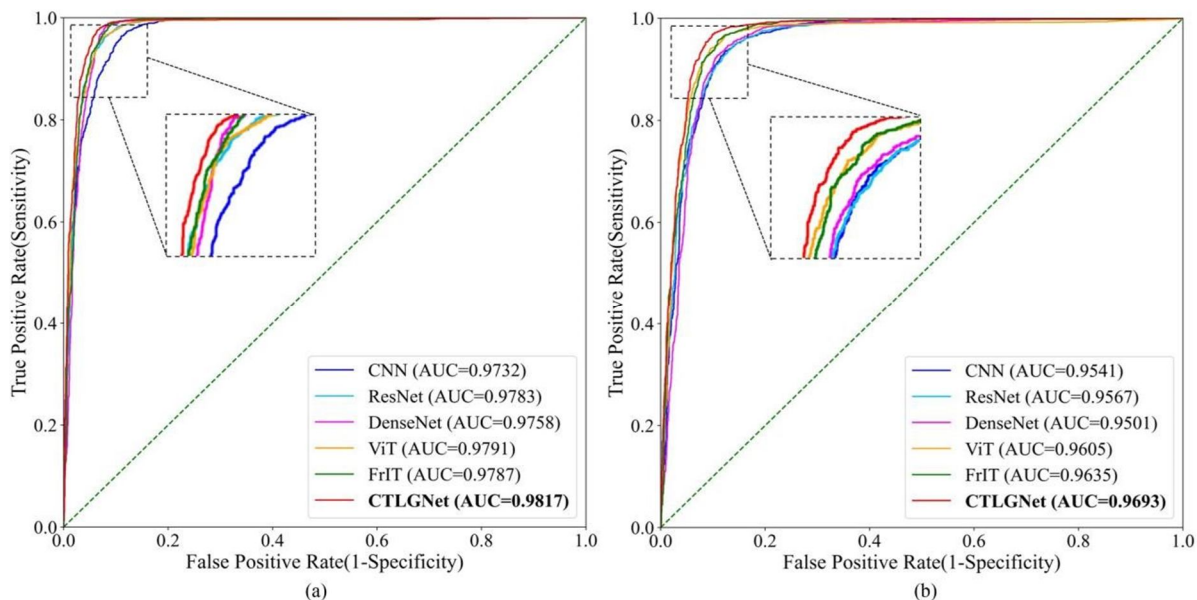 1.0
0.8
0.6
0.4
0.2
0.0
True Positive Rate(Sensitivity)
CNN (AUC=0.9732)
ResNet (AUC=0.9783)
DenseNet (AUC=0.9758)
ViT (AUC=0.9791)
FrIT (AUC=0.9787)
CTLGNet (AUC=0.9817)
0.0 0.2 0.4 0.6 0.8 1.0
False Positive Rate(1-Specificity)
(a)
1.0
0.8
0.6
0.4
0.2
0.0
True Positive Rate(Sensitivity)
CNN (AUC=0.9541)
ResNet (AUC=0.9567)
DenseNet (AUC=0.9501)
ViT (AUC=0.9605)
FrIT (AUC=0.9635)
CTLGNet (AUC=0.9693)
0.0 0.2 0.4 0.6 0.8 1.0
False Positive Rate(1-Specificity)
(b)